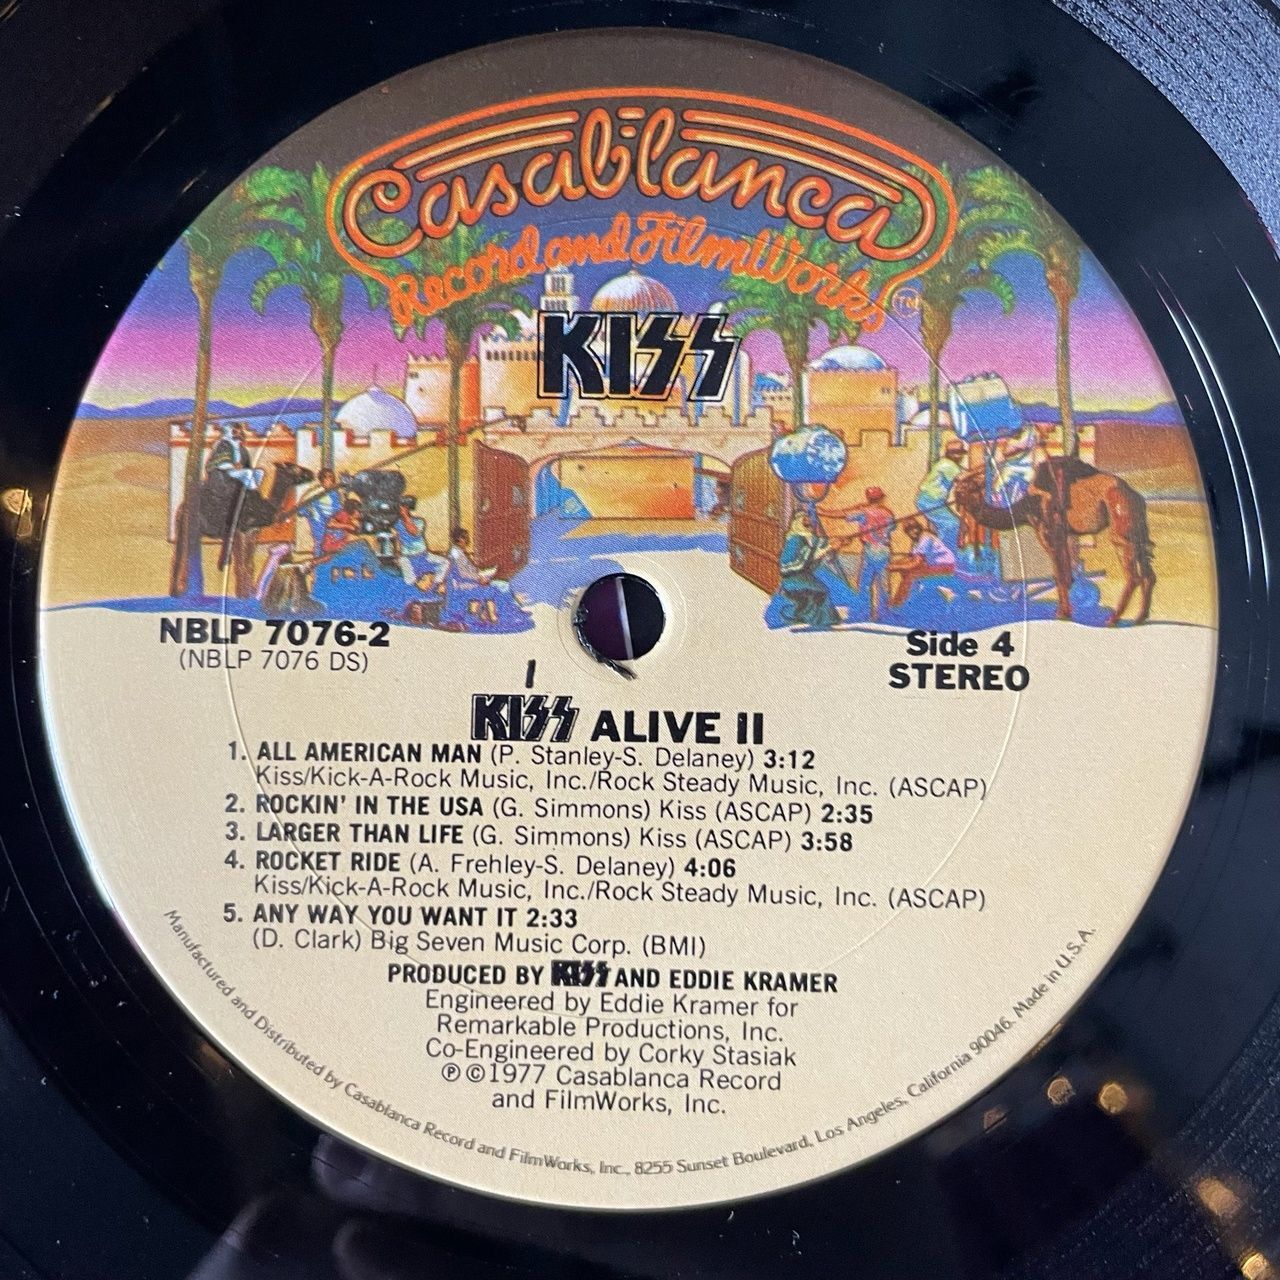 Casablanca
Record and FilmWorks TM
KISS
NBLP 7076-2
(NBLP 7076 DS)
Side 4
STEREO
KISS ALIVE II
1. ALL AMERICAN MAN (P. Stanley-S. Delaney) 3:12
Kiss/Kick-A-Rock Music, Inc./Rock Steady Music, Inc. (ASCAP)
2. ROCKIN' IN THE USA (G. Simmons) Kiss (ASCAP) 2:35
3. LARGER THAN LIFE (G. Simmons) Kiss (ASCAP) 3:58
4. ROCKET RIDE (A. Frehley-S. Delaney) 4:06
Kiss/Kick-A-Rock Music, Inc./Rock Steady Music, Inc. (ASCAP)
5. ANY WAY YOU WANT IT 2:33
(D. Clark) Big Seven Music Corp. (BMI)
PRODUCED BY KISS AND EDDIE KRAMER
Engineered by Eddie Kramer for
Remarkable Productions, Inc.
Co-Engineered by Corky Stasiak
℗ ©1977 Casablanca Record
and FilmWorks, Inc.
Manufactured and Distributed by Casablanca Record and FilmWorks, Inc., 8255 Sunset Boulevard, Los Angeles, California 90046. Made in U.S.A.